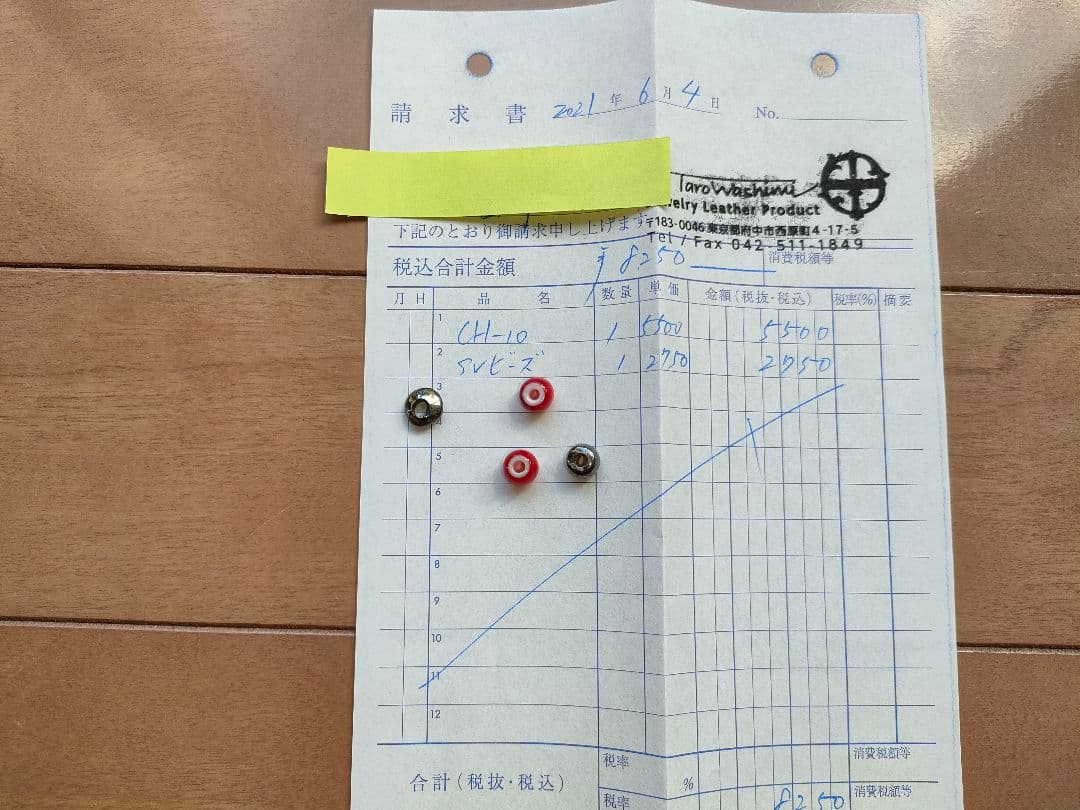 請求書 2021年6月4日 No.
Taro Washimi
elry Leather Product
下記のとおり御請求申し上げます
〒183-0046 東京都府中市西原町4-17-5
Tel / Fax 042-511-1849
税込合計金額 ¥8250 消費税額等
月 日 品名 数量 単価 金額(税抜・税込) 税率(%) 摘要
1 CH-10 1 5500 5500
2 SVビーズ 1 2750 2750
3
4
5
6
7
8
9
10
11
12
合計(税抜・税込) 税率 % 消費税額等
税率 8250 消費税額等